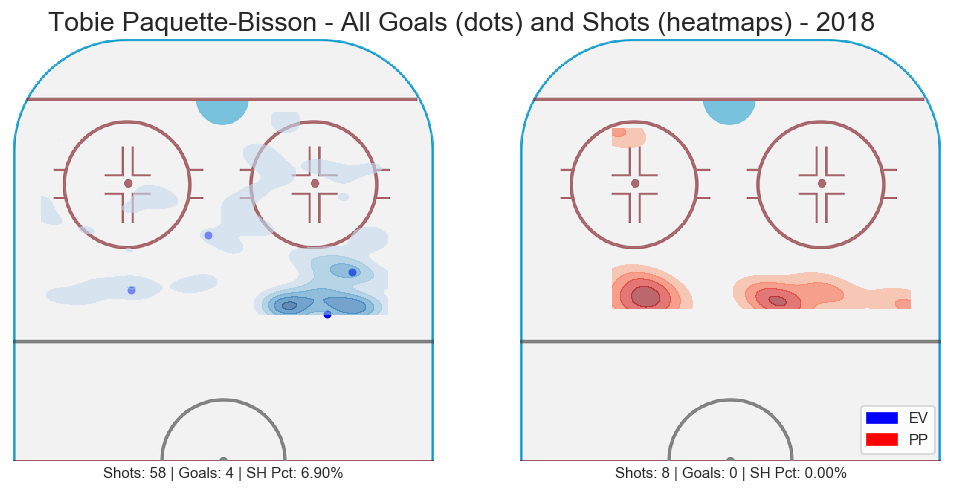 Tobie Paquette-Bisson - All Goals (dots) and Shots (heatmaps) - 2018
EV
PP
Shots: 58 | Goals: 4 | SH Pct: 6.90%
Shots: 8 | Goals: 0 | SH Pct: 0.00%